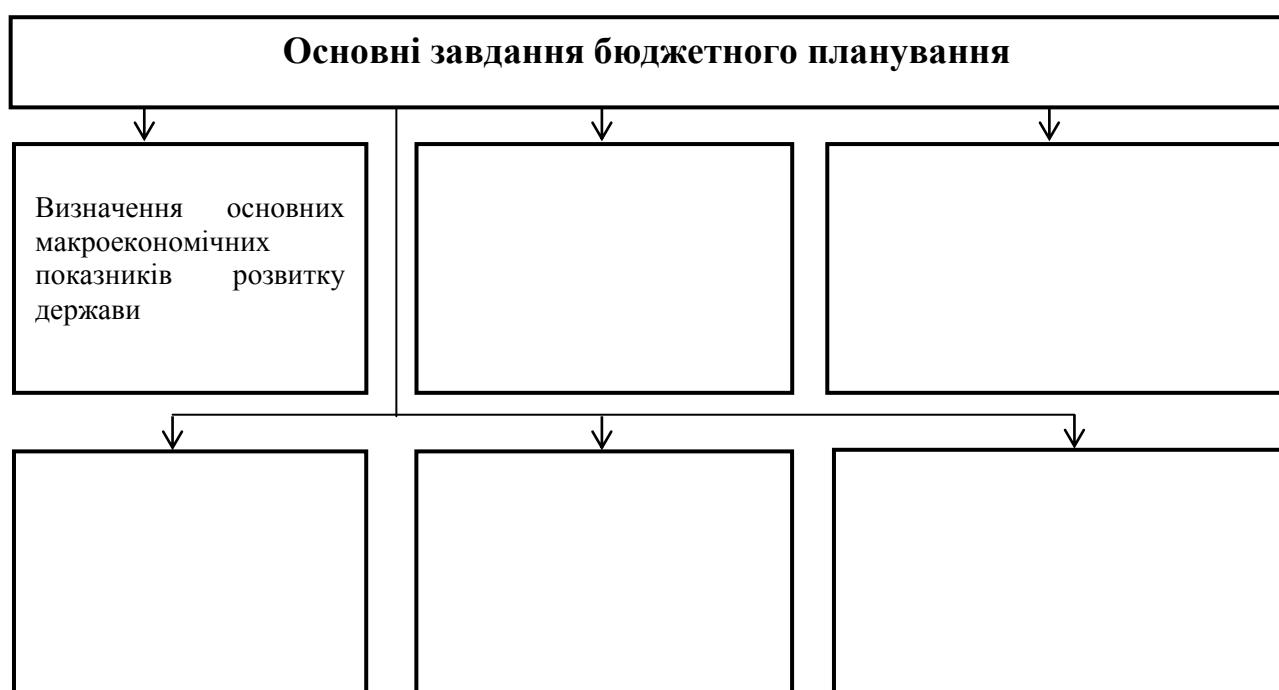 Основні завдання бюджетного планування
Визначення основних
макроекономічних
показників розвитку
держави